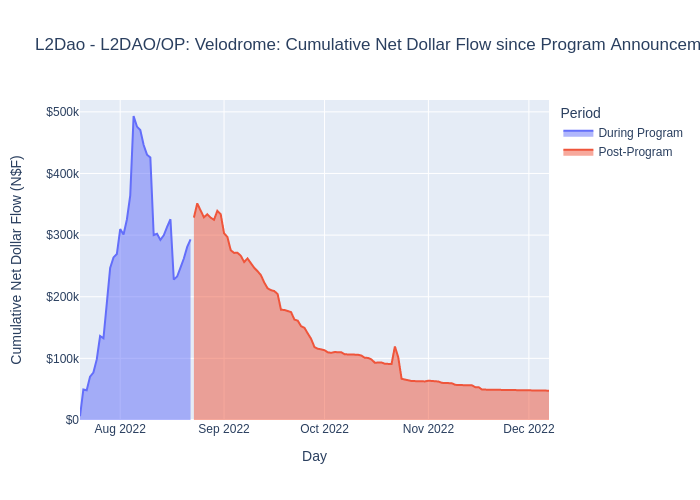 L2Dao - L2DAO/OP: Velodrome: Cumulative Net Dollar Flow since Program Announcem
Period
During Program
Post-Program
Cumulative Net Dollar Flow (N$F)
$500k
$400k
$300k
$200k
$100k
$0
Aug 2022
Sep 2022
Oct 2022
Nov 2022
Dec 2022
Day